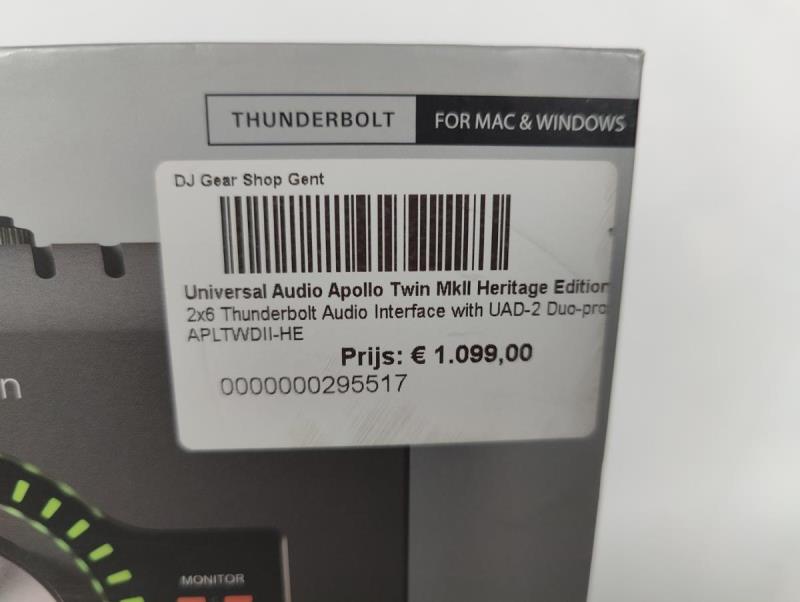 THUNDERBOLT FOR MAC & WINDOWS
DJ Gear Shop Gent
Universal Audio Apollo Twin MkII Heritage Edition
2x6 Thunderbolt Audio Interface with UAD-2 Duo-pro
APLTWDII-HE
Prijs: € 1.099,00
0000000295517
n
MONITOR